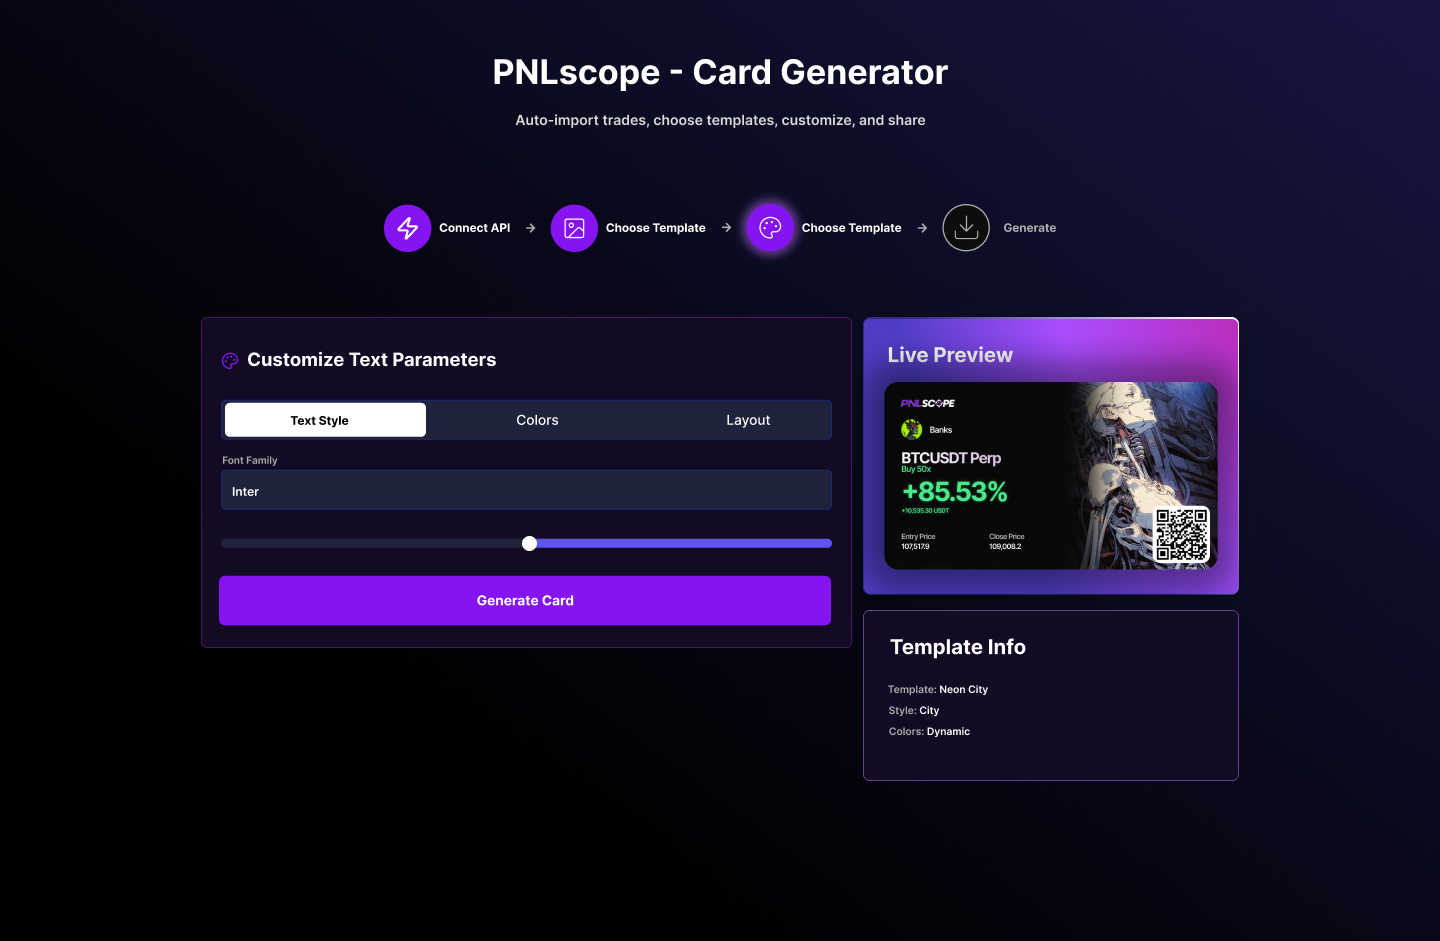 PNLscope - Card Generator
Auto-import trades, choose templates, customize, and share
Connect API
Choose Template
Choose Template
Generate
Customize Text Parameters
Text Style
Colors
Layout
Font Family
Inter
Generate Card
Live Preview
PNLSCOPE
Banks
BTCUSDT Perp
Buy 50x
+85.53%
+10,535.30 USDT
Entry Price
Close Price
107,517.9
109,008.2
Template Info
Template: Neon City
Style: City
Colors: Dynamic